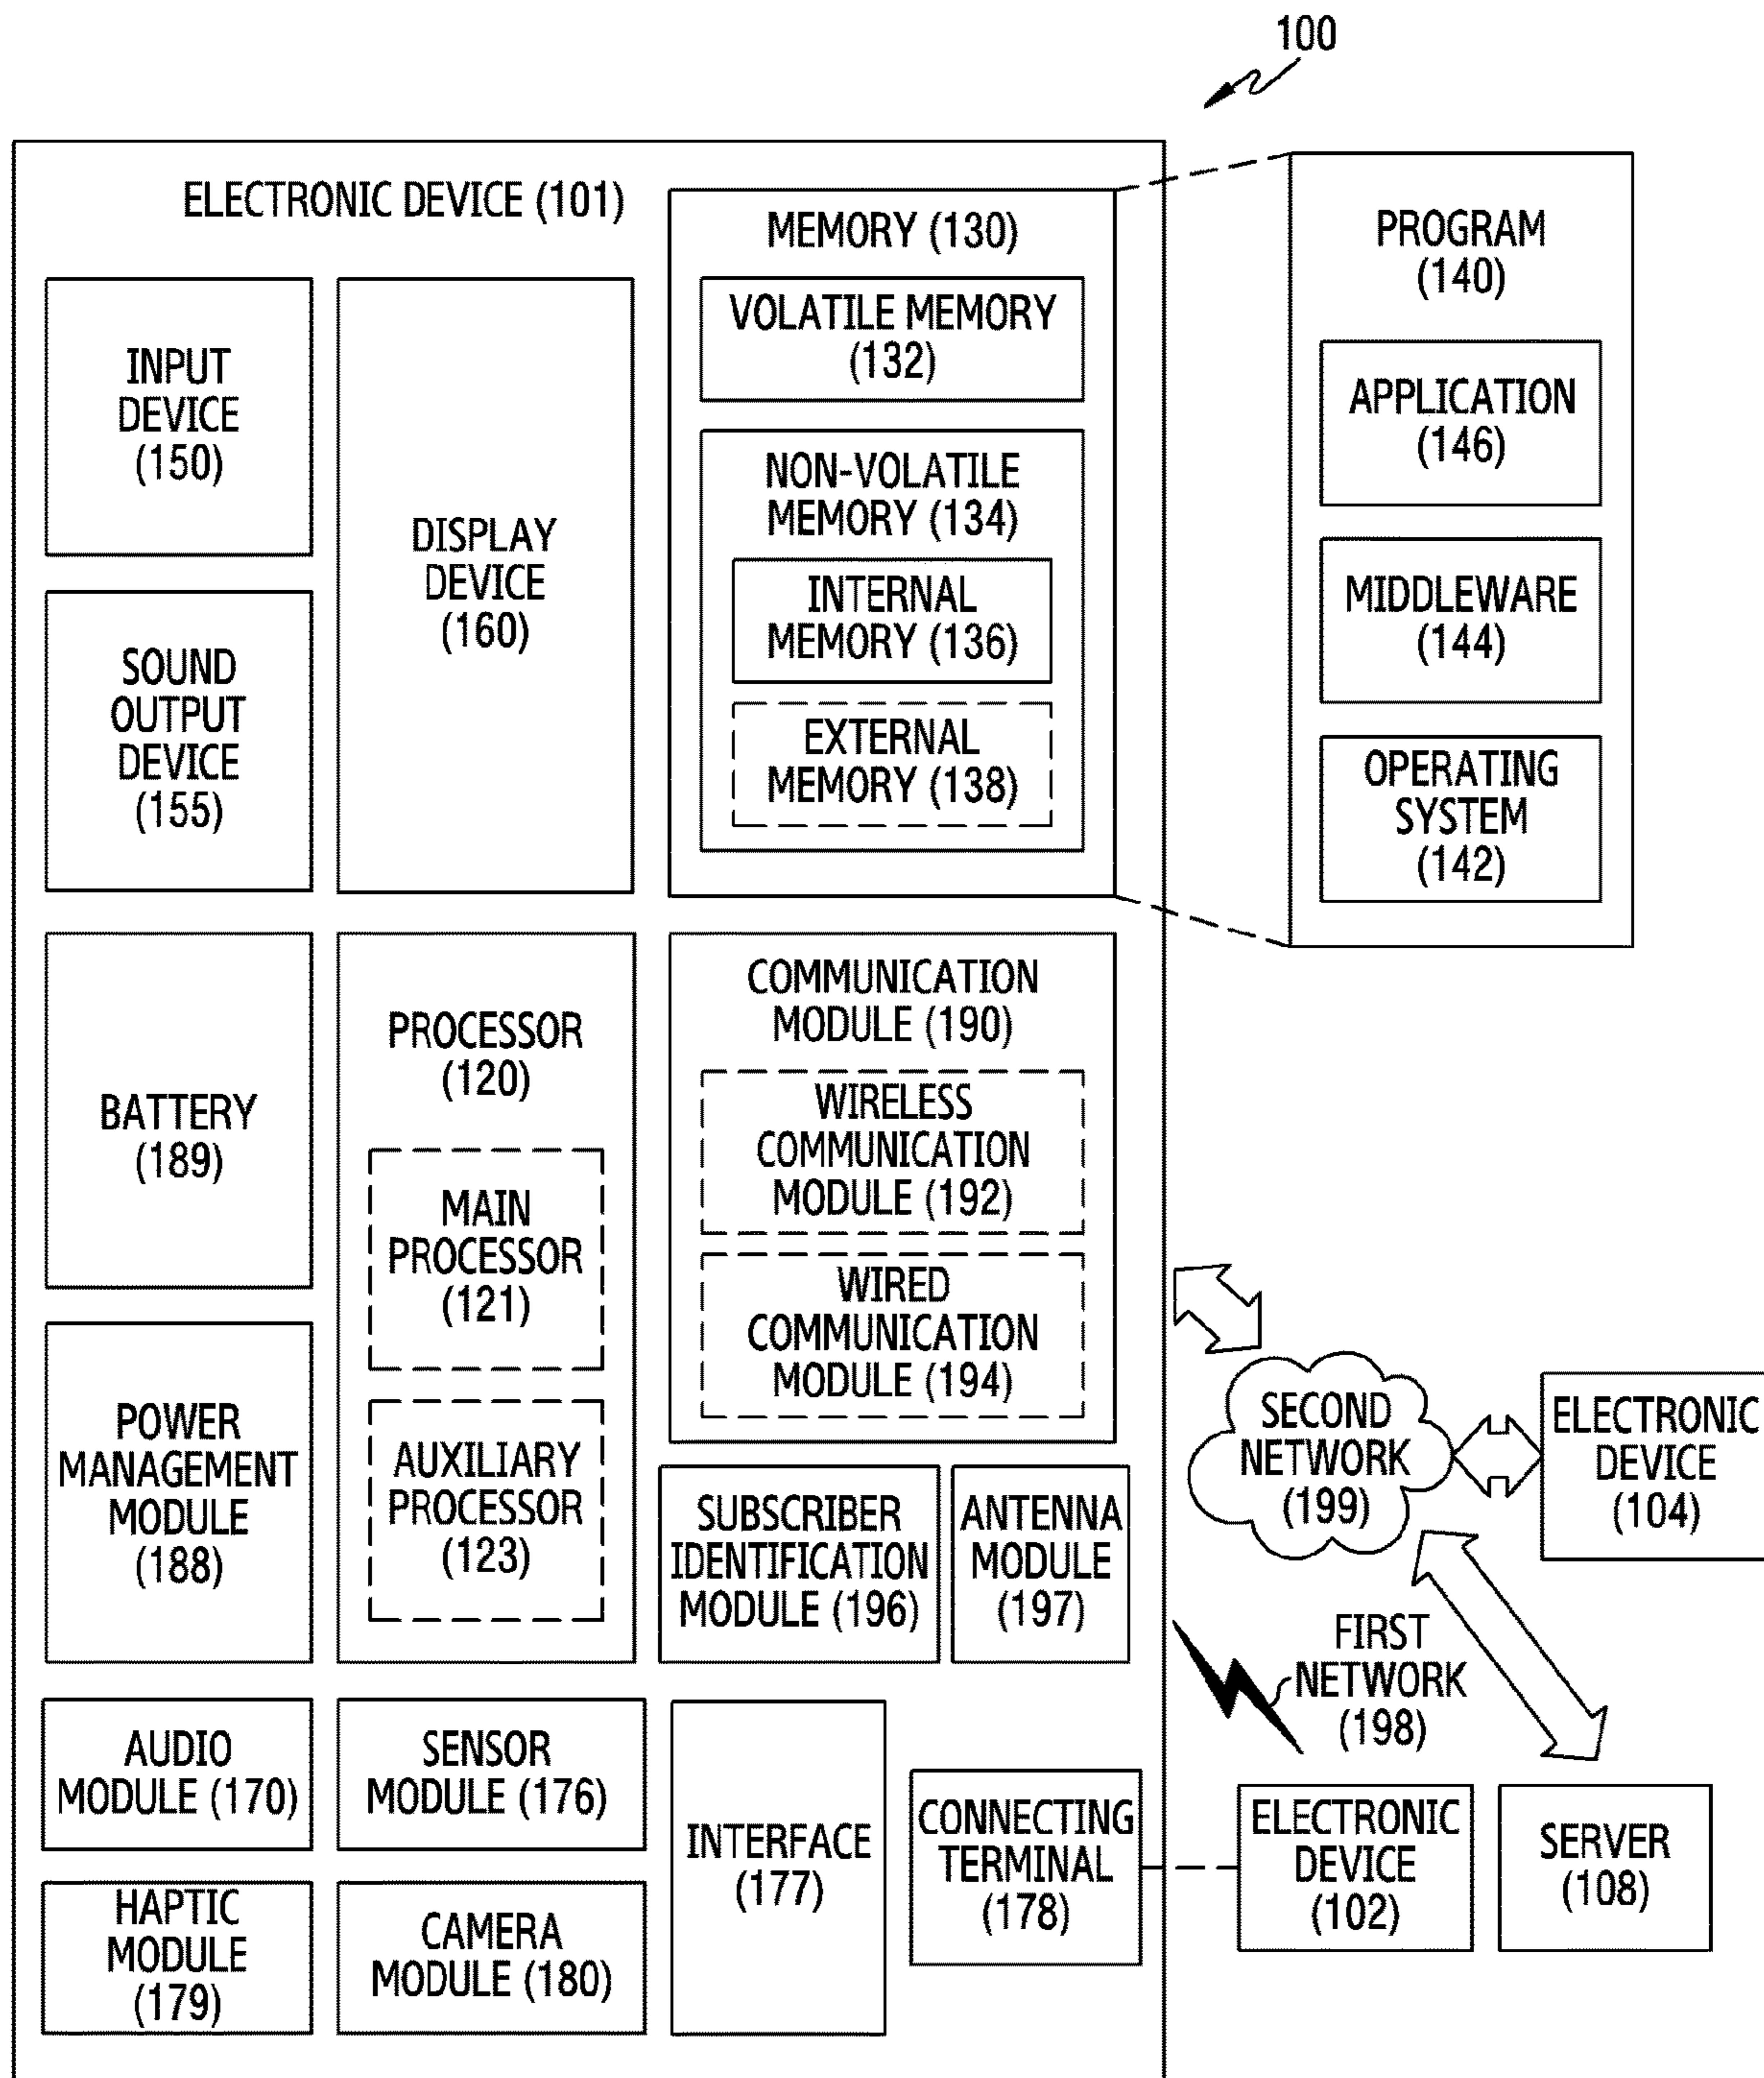 100
ELECTRONIC DEVICE (101)
INPUT
DEVICE
(150)
SOUND
OUTPUT
DEVICE
(155)
DISPLAY
DEVICE
(160)
MEMORY (130)
VOLATILE MEMORY
(132)
NON-VOLATILE
MEMORY (134)
INTERNAL
MEMORY (136)
EXTERNAL
MEMORY (138)
PROGRAM
(140)
APPLICATION
(146)
MIDDLEWARE
(144)
OPERATING
SYSTEM
(142)
BATTERY
(189)
POWER
MANAGEMENT
MODULE
(188)
PROCESSOR
(120)
MAIN
PROCESSOR
(121)
AUXILIARY
PROCESSOR
(123)
COMMUNICATION
MODULE (190)
WIRELESS
COMMUNICATION
MODULE (192)
WIRED
COMMUNICATION
MODULE (194)
SUBSCRIBER
IDENTIFICATION
MODULE (196)
ANTENNA
MODULE
(197)
SECOND
NETWORK
(199)
ELECTRONIC
DEVICE
(104)
FIRST
NETWORK
(198)
AUDIO
MODULE (170)
SENSOR
MODULE (176)
HAPTIC
MODULE
(179)
CAMERA
MODULE (180)
INTERFACE
(177)
CONNECTING
TERMINAL
(178)
ELECTRONIC
DEVICE
(102)
SERVER
(108)